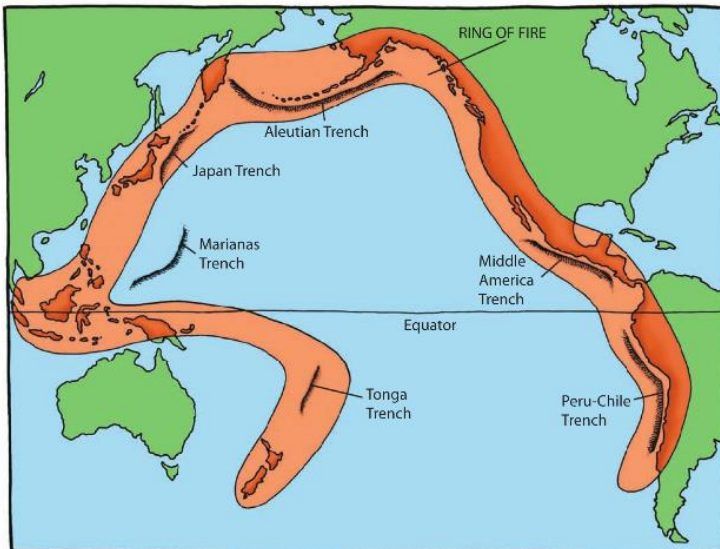 RING OF FIRE
Aleutian Trench
Japan Trench
Marianas
Trench
Middle
America
Trench
Equator
Tonga
Trench
Peru-Chile
Trench